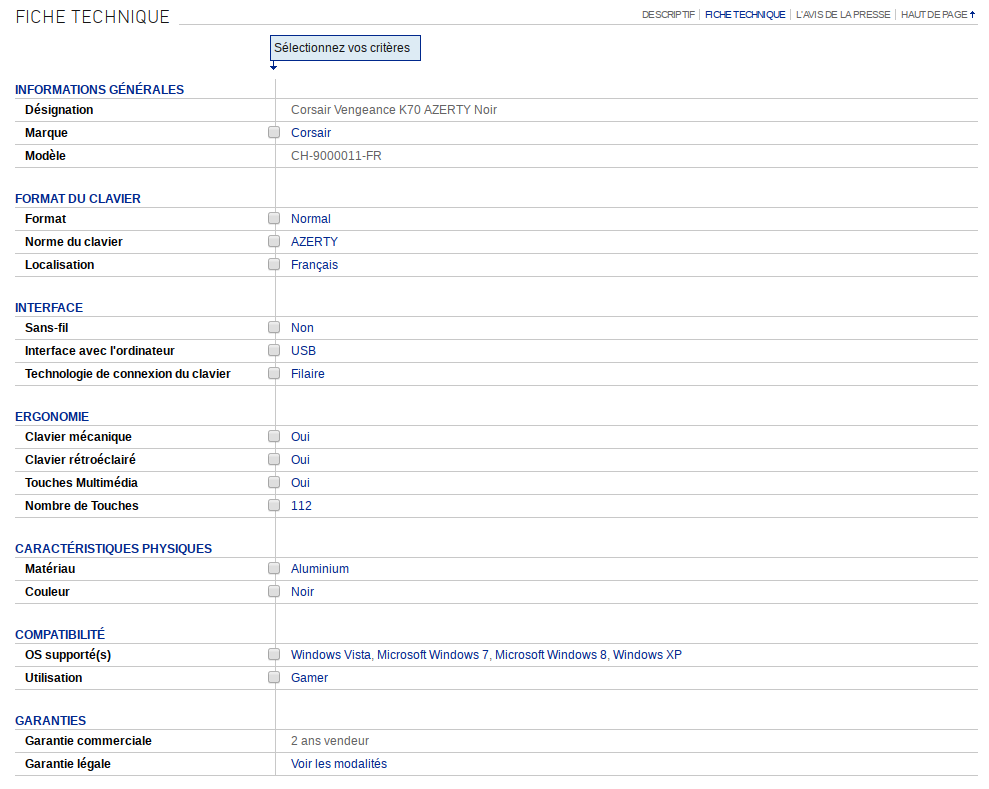 FICHE TECHNIQUE
DESCRIPTIF | FICHE TECHNIQUE | L'AVIS DE LA PRESSE | HAUT DE PAGE
Sélectionnez vos critères
INFORMATIONS GÉNÉRALES
Désignation Corsair Vengeance K70 AZERTY Noir
Marque Corsair
Modèle CH-9000011-FR
FORMAT DU CLAVIER
Format Normal
Norme du clavier AZERTY
Localisation Français
INTERFACE
Sans-fil Non
Interface avec l'ordinateur USB
Technologie de connexion du clavier Filaire
ERGONOMIE
Clavier mécanique Oui
Clavier rétroéclairé Oui
Touches Multimédia Oui
Nombre de Touches 112
CARACTÉRISTIQUES PHYSIQUES
Matériau Aluminium
Couleur Noir
COMPATIBILITÉ
OS supporté(s) Windows Vista, Microsoft Windows 7, Microsoft Windows 8, Windows XP
Utilisation Gamer
GARANTIES
Garantie commerciale 2 ans vendeur
Garantie légale Voir les modalités